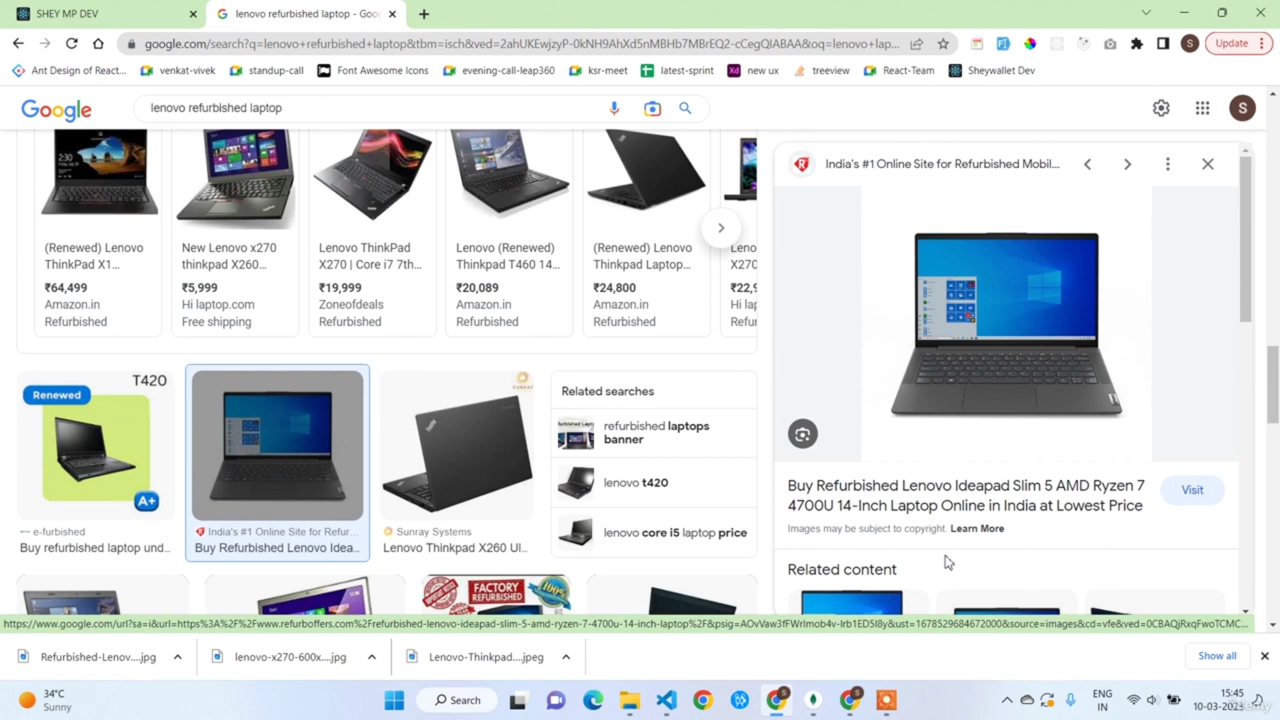 SHEY MP DEV
lenovo refurbished laptop - Goo
google.com/search?q=lenovo+refurbished+laptop&tbm=isch&ved=2ahUKEwjzyP-0kNH9AhXd5nMBHb7MBrEQ2-cCegQIABAA&oq=lenovo+lap...
S
Update
Ant Design of React...
venkat-vivek
standup-call
Font Awesome Icons
evening-call-leap360
ksr-meet
latest-sprint
Xd new ux
treeview
React-Team
Sheywallet Dev
Google
lenovo refurbished laptop
S
(Renewed) Lenovo
ThinkPad X1...
₹64,499
Amazon.in
Refurbished
New Lenovo x270
thinkpad X260...
₹5,999
Hi laptop.com
Free shipping
Lenovo ThinkPad
X270 | Core i7 7th...
₹19,999
Zoneofdeals
Refurbished
Lenovo (Renewed)
Thinkpad T460 14...
₹20,089
Amazon.in
Refurbished
(Renewed) Lenovo
ThinkPad Laptop...
₹24,800
Amazon.in
Refurbished
Leno
X270
₹22,9
Hi lap
Refur
T420
Renewed
A+
e-furbished
Buy refurbished laptop und...
India's #1 Online Site for Refur...
Buy Refurbished Lenovo Idea...
SUNRAY
Sunray Systems
Lenovo Thinkpad X260 Ul...
Related searches
refurbished laptops
banner
lenovo t420
lenovo core i5 laptop price
FACTORY
REFURBISHED
100%
India's #1 Online Site for Refurbished Mobil...
Buy Refurbished Lenovo Ideapad Slim 5 AMD Ryzen 7
4700U 14-Inch Laptop Online in India at Lowest Price
Visit
Images may be subject to copyright. Learn More
Related content
https://www.google.com/url?sa=i&url=https%3A%2F%2Fwww.refurboffers.com%2Frefurbished-lenovo-ideapad-slim-5-amd-ryzen-7-4700u-14-inch-laptop%2F&psig=AOvVaw3fFWrImob4v-Irb1ED5I8y&ust=1678529684672000&source=images&cd=vfe&ved=0CBAQjRxqFwoTCMC...
Refurbished-Lenov....jpg
lenovo-x270-600x....jpg
Lenovo-Thinkpad....jpeg
Show all
34°C
Sunny
Search
ENG
IN
15:45
10-03-2023